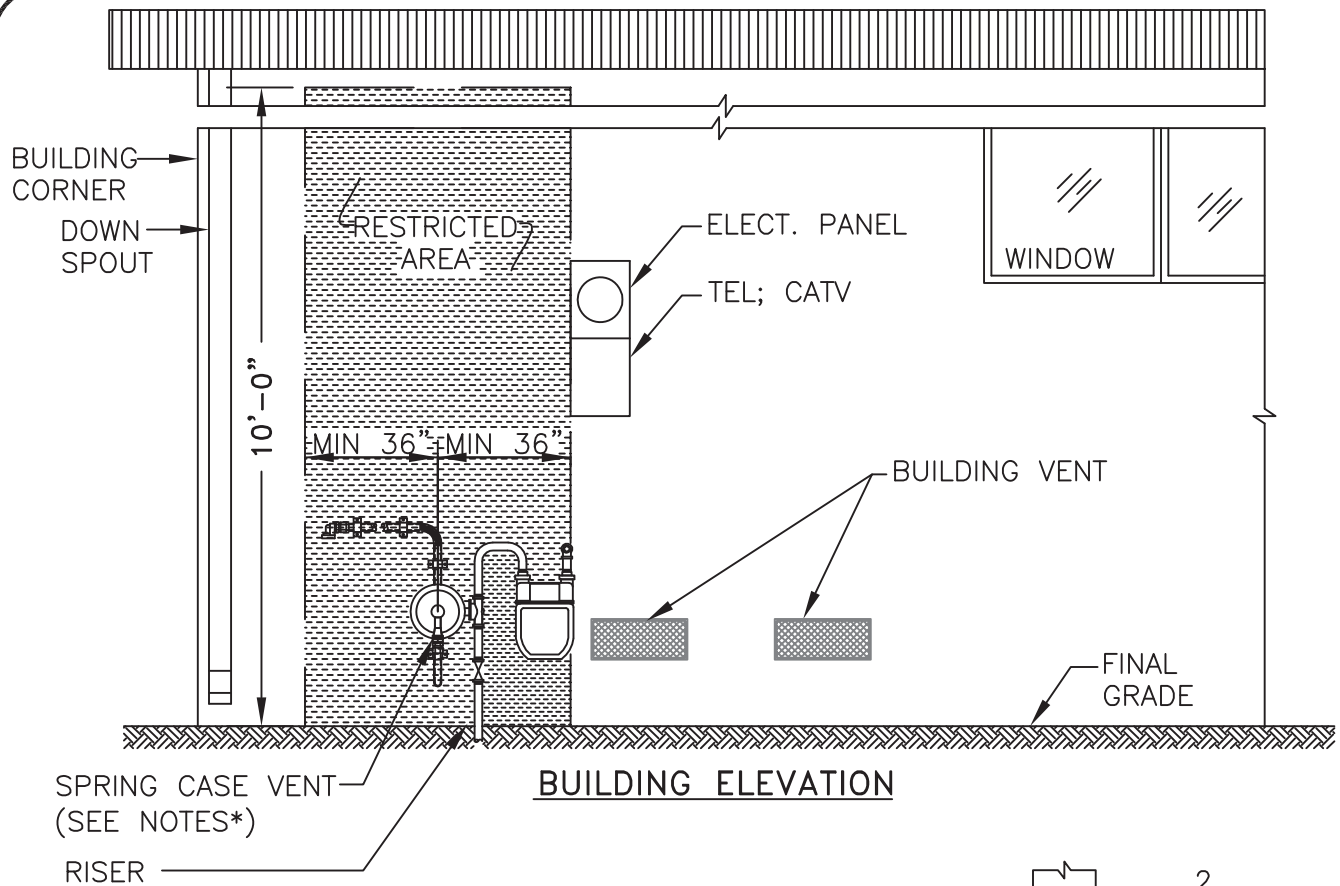 BUILDING
CORNER
DOWN
SPOUT
RESTRICTED
AREA
ELECT. PANEL
TEL; CATV
WINDOW
10'-0"
MIN 36"
MIN 36"
BUILDING VENT
FINAL
GRADE
SPRING CASE VENT
(SEE NOTES*)
RISER
BUILDING ELEVATION
2